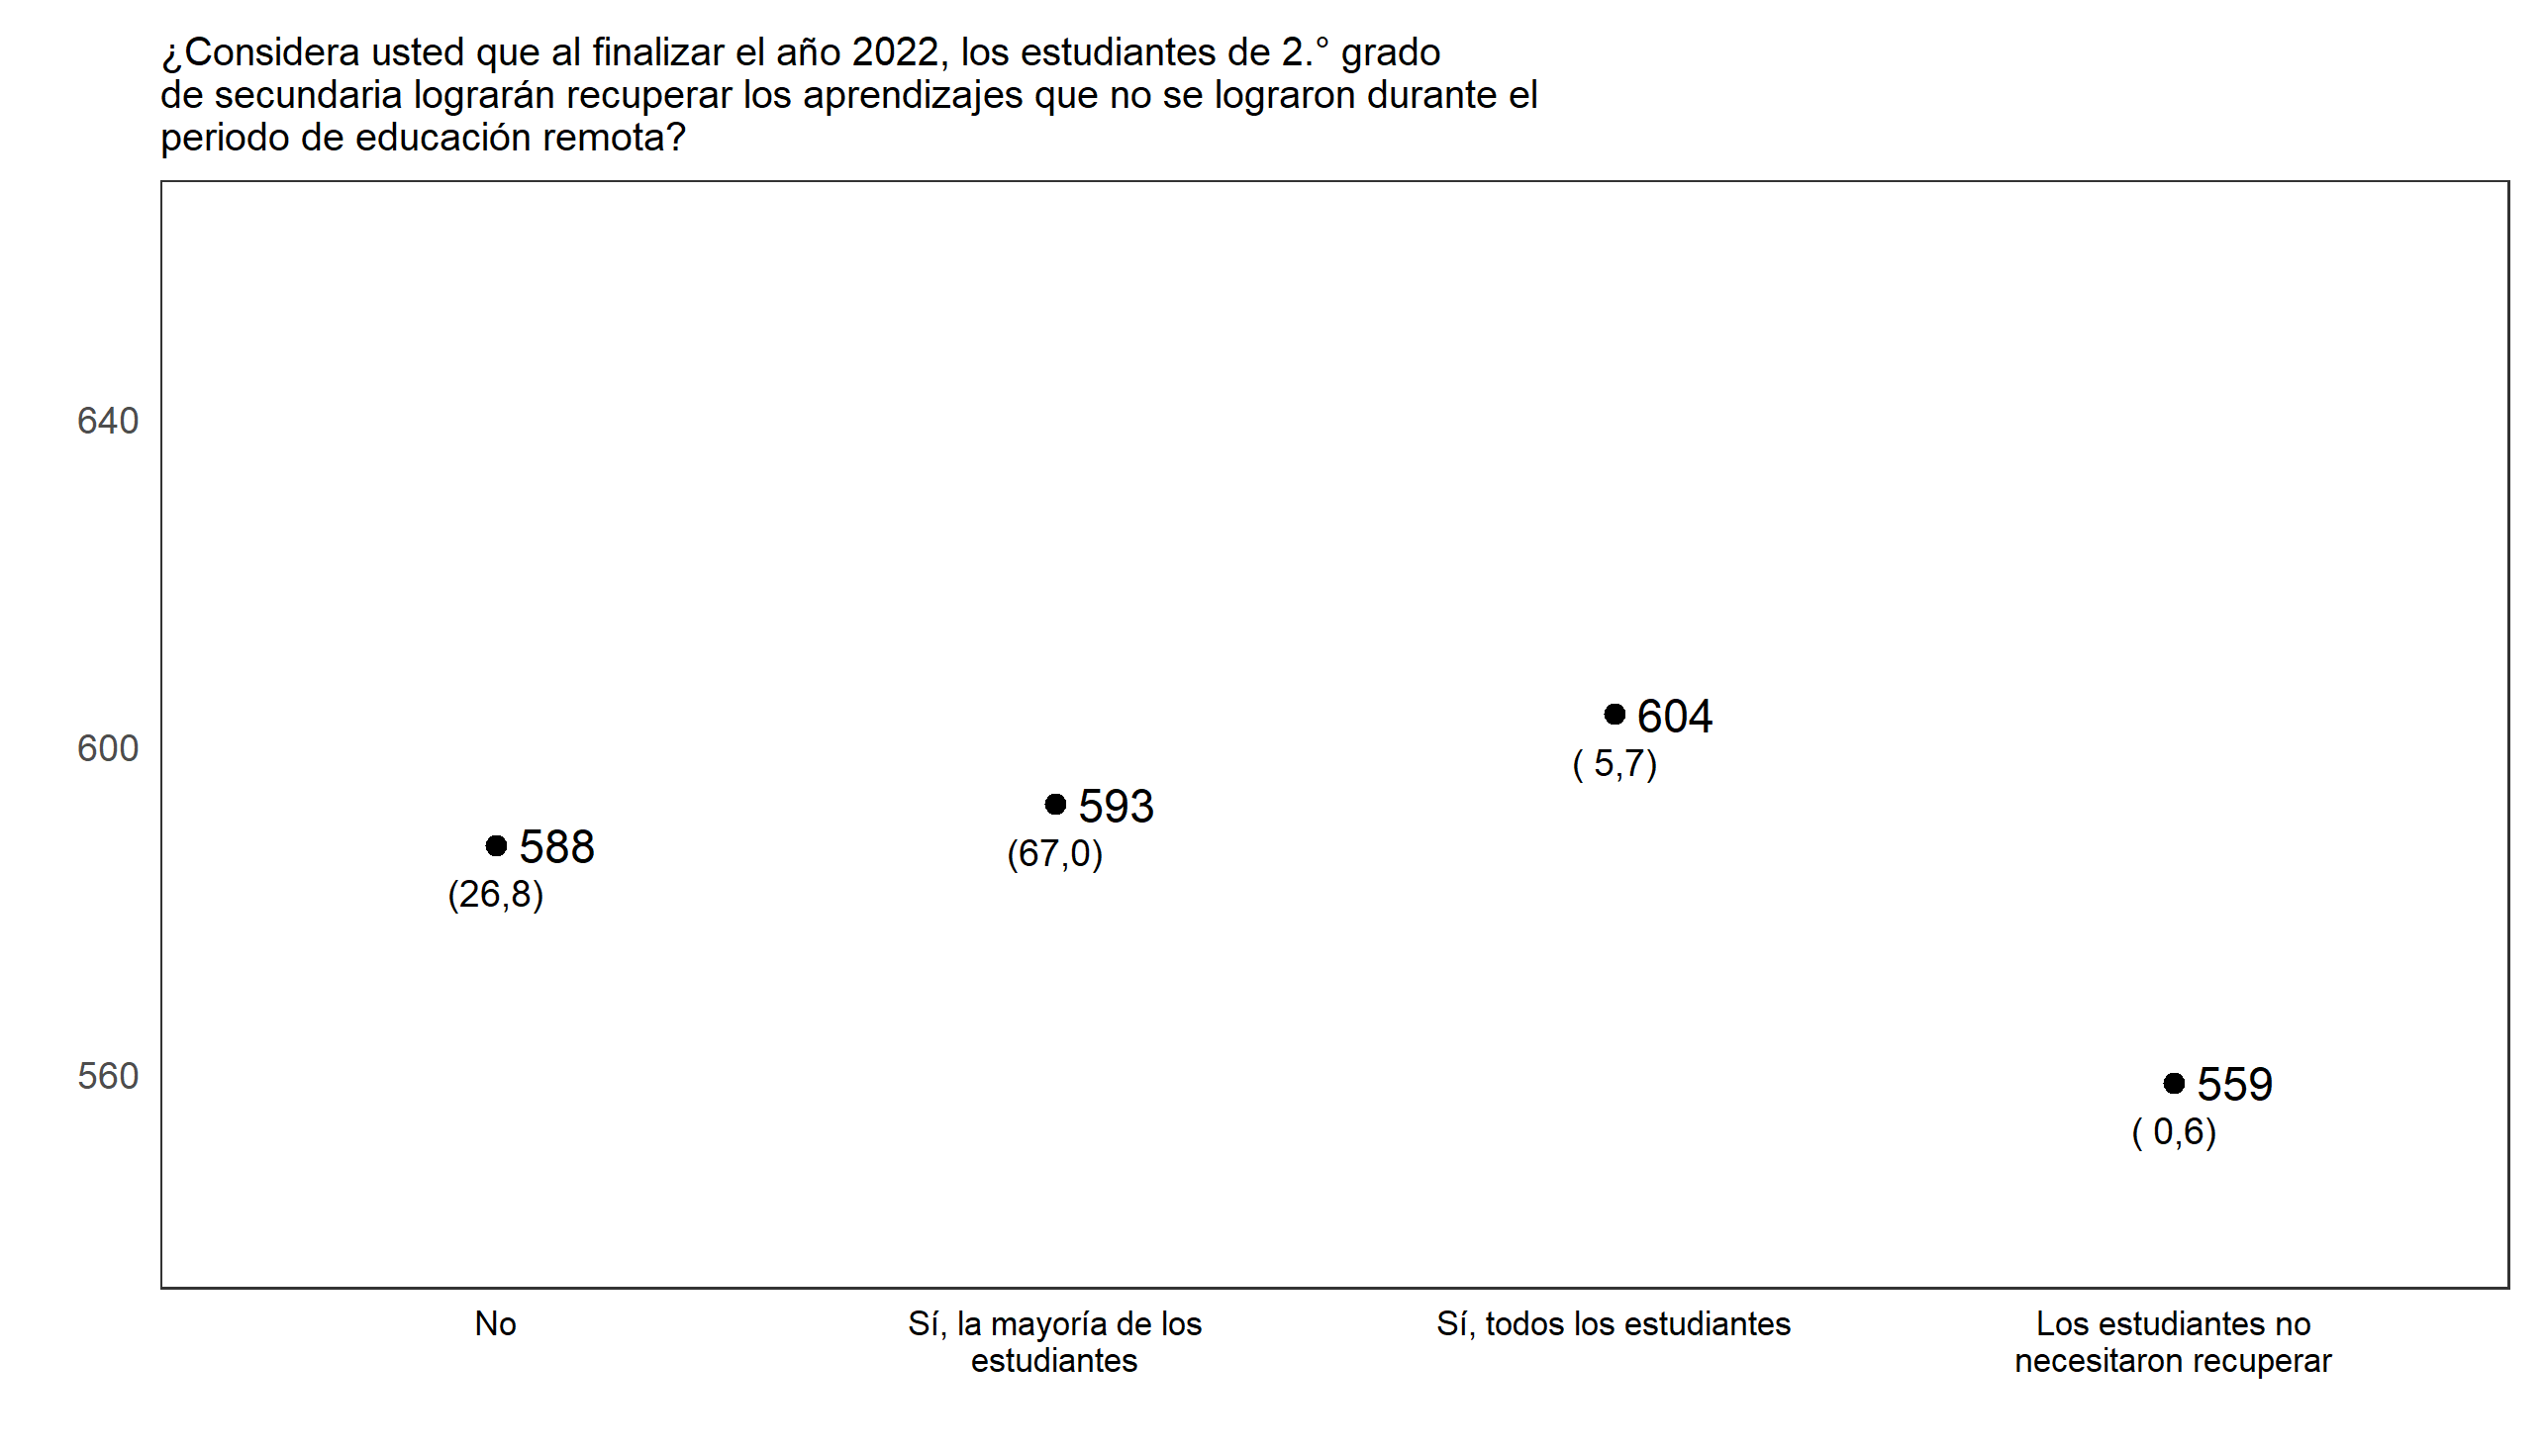 ¿Considera usted que al finalizar el año 2022, los estudiantes de 2.° grado
de secundaria lograrán recuperar los aprendizajes que no se lograron durante el
periodo de educación remota?
640
600
560
588
(26,8)
593
(67,0)
604
( 5,7)
559
( 0,6)
No
Sí, la mayoría de los
estudiantes
Sí, todos los estudiantes
Los estudiantes no
necesitaron recuperar